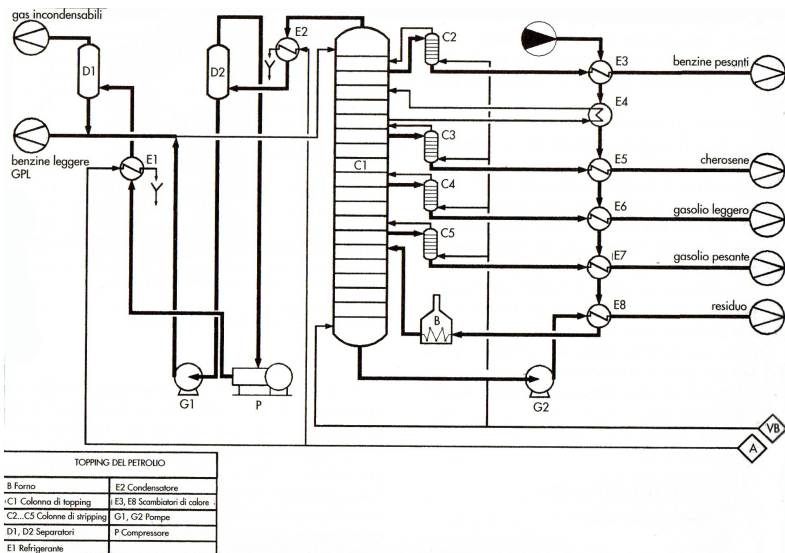 gas incondensabili
D1
D2
E2
C2
E3
benzine pesanti
E4
benzine leggere
GPL
E1
C1
C3
E5
cherosene
C4
E6
gasolio leggero
C5
E7
gasolio pesante
B
E8
residuo
G1
P
G2
VB
A
TOPPING DEL PETROLIO
B Forno
E2 Condensatore
C1 Colonna di topping
E3, E8 Scambiatori di calore
C2...C5 Colonne di stripping
G1, G2 Pompe
D1, D2 Separatori
P Compressore
E1 Refrigerante